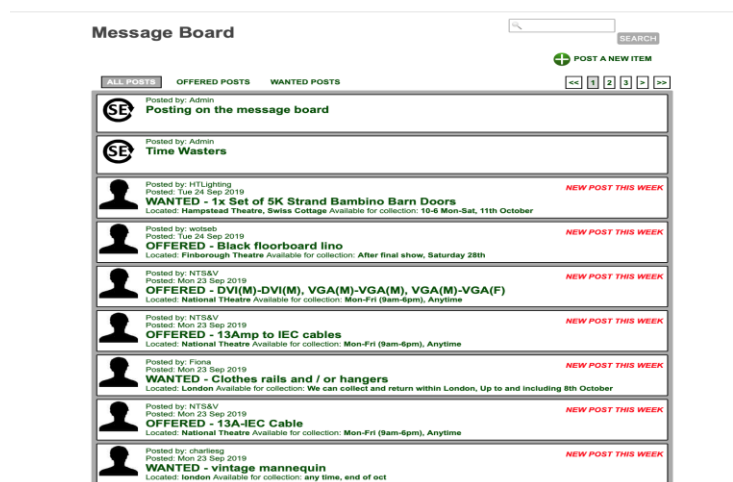 Message Board
SEARCH
POST A NEW ITEM
ALL POSTS OFFERED POSTS WANTED POSTS << 1 2 3 > >>
SE
Posted by: Admin
Posting on the message board
SE
Posted by: Admin
Time Wasters
Posted by: HTLighting
Posted: Tue 24 Sep 2019
NEW POST THIS WEEK
WANTED - 1x Set of 5K Strand Bambino Barn Doors
Located: Hampstead Theatre, Swiss Cottage Available for collection: 10-6 Mon-Sat, 11th October
Posted by: wotseb
Posted: Tue 24 Sep 2019
NEW POST THIS WEEK
OFFERED - Black floorboard lino
Located: Finborough Theatre Available for collection: After final show, Saturday 28th
Posted by: NTS&V
Posted: Mon 23 Sep 2019
NEW POST THIS WEEK
OFFERED - DVI(M)-DVI(M), VGA(M)-VGA(M), VGA(M)-VGA(F)
Located: National THeatre Available for collection: Mon-Fri (9am-6pm), Anytime
Posted by: NTS&V
Posted: Mon 23 Sep 2019
NEW POST THIS WEEK
OFFERED - 13Amp to IEC cables
Located: National Theatre Available for collection: Mon-Fri (9am-6pm), Anytime
Posted by: Fiona
Posted: Mon 23 Sep 2019
NEW POST THIS WEEK
WANTED - Clothes rails and / or hangers
Located: London Available for collection: We can collect and return within London, Up to and including 8th October
Posted by: NTS&V
Posted: Mon 23 Sep 2019
NEW POST THIS WEEK
OFFERED - 13A-IEC Cable
Located: National Theatre Available for collection: Mon-Fri (9am-6pm), Anytime
Posted by: charliesg
Posted: Mon 23 Sep 2019
NEW POST THIS WEEK
WANTED - vintage mannequin
Located: london Available for collection: any time, end of oct